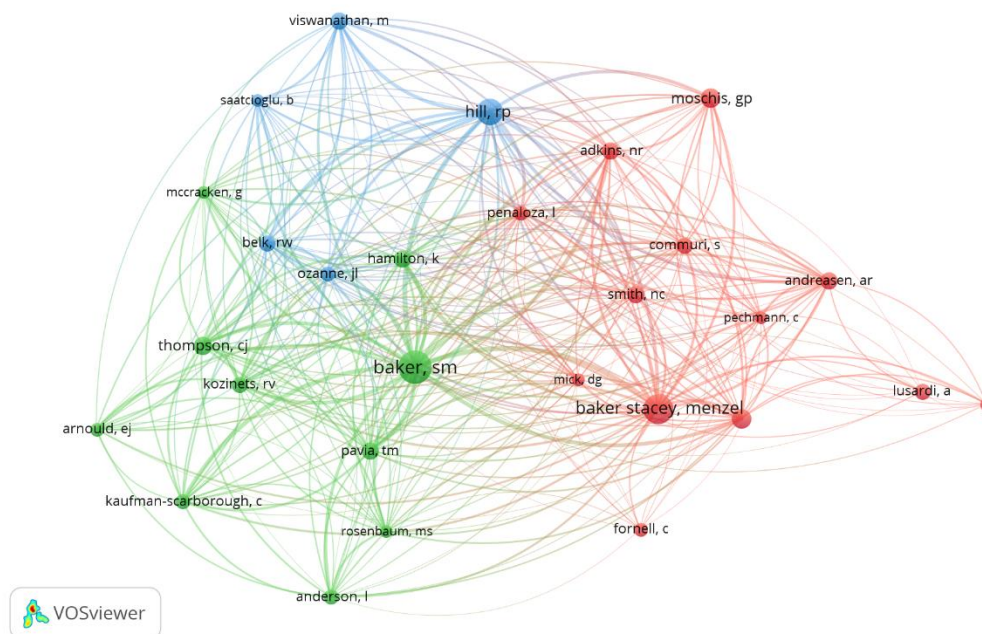 viswanathan, m
saatcioglu, b
moschis, gp
hill, rp
adkins, nr
mccracken, g
penaloza, l
belk, rw
commuri, s
hamilton, k
ozanne, jl
andreasen, ar
smith, nc
pechmann, c
thompson, cj
baker, sm
mick, dg
kozinets, rv
lusardi, a
baker stacey, menzel
arnould, ej
pavia, tm
kaufman-scarborough, c
rosenbaum, ms
fornell, c
anderson, l
VOSviewer